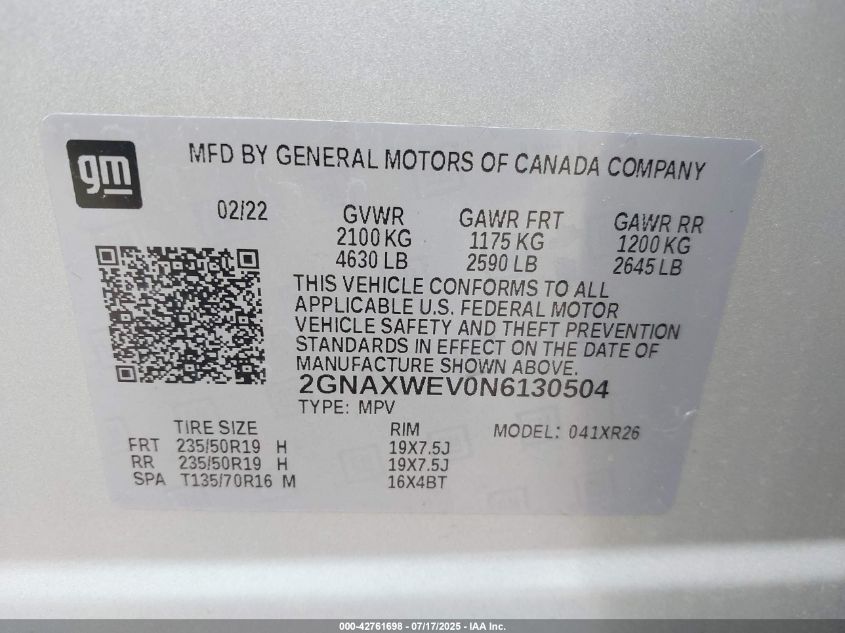 gm
MFD BY GENERAL MOTORS OF CANADA COMPANY
02/22 GVWR GAWR FRT GAWR RR
2100 KG 1175 KG 1200 KG
4630 LB 2590 LB 2645 LB
THIS VEHICLE CONFORMS TO ALL
APPLICABLE U.S. FEDERAL MOTOR
VEHICLE SAFETY AND THEFT PREVENTION
STANDARDS IN EFFECT ON THE DATE OF
MANUFACTURE SHOWN ABOVE.
2GNAXWEV0N6130504
TYPE: MPV
TIRE SIZE RIM MODEL: 041XR26
FRT 235/50R19 H 19X7.5J
RR 235/50R19 H 19X7.5J
SPA T135/70R16 M 16X4BT
000-42761698 - 07/17/2025 - IAA Inc.